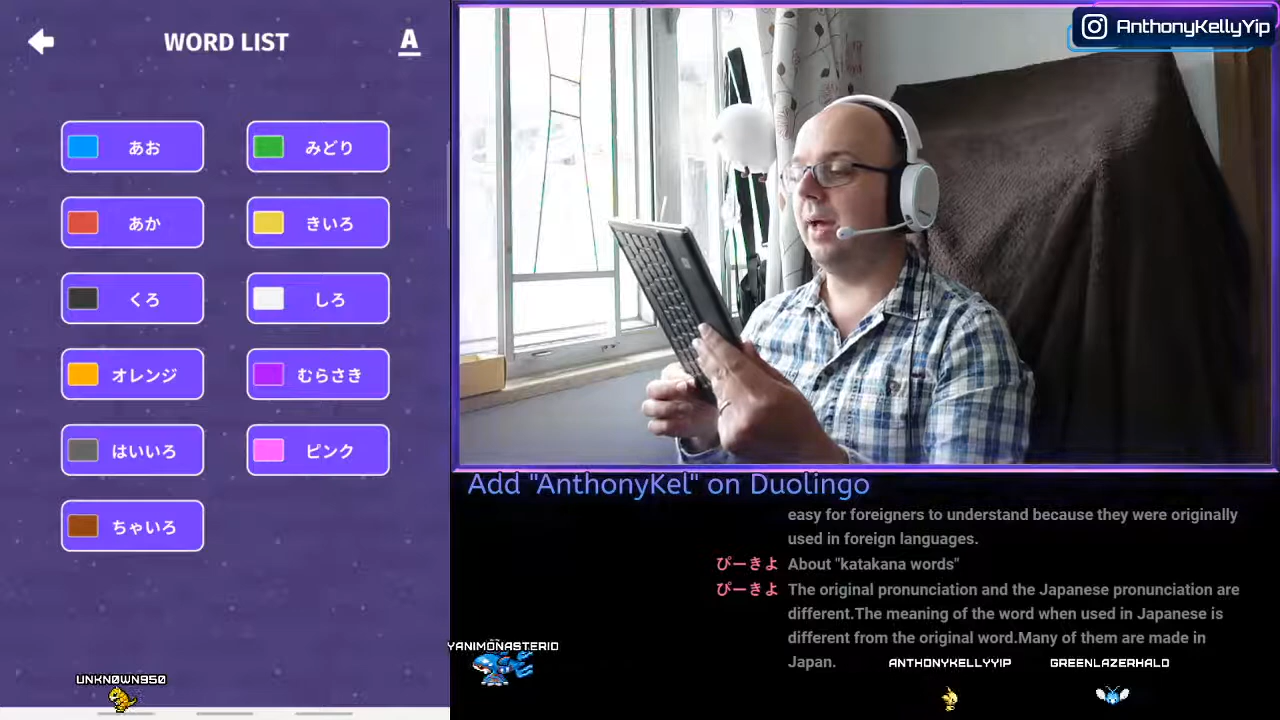 WORD LIST
A
あお
みどり
あか
きいろ
くろ
しろ
オレンジ
むらさき
はいいろ
ピンク
ちゃいろ
UNKN0WN950
AnthonyKellyYip
Add "AnthonyKel" on Duolingo
easy for foreigners to understand because they were originally
used in foreign languages.
ぴーきよ About "katakana words"
ぴーきよ The original pronunciation and the Japanese pronunciation are
different.The meaning of the word when used in Japanese is
different from the original word.Many of them are made in
Japan.
YANIMONASTERIO
ANTHONYKELLYYIP
GREENLAZERHALO